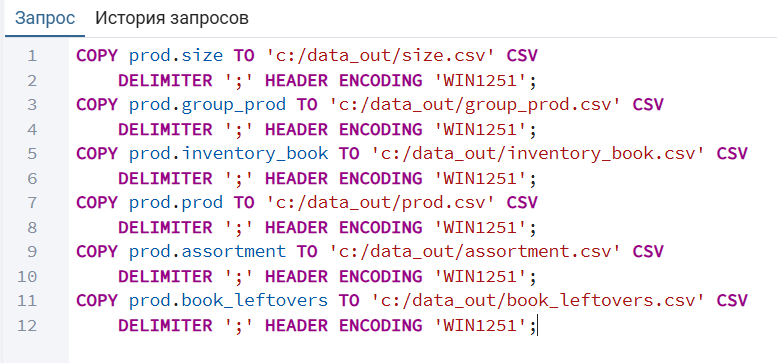 Запрос История запросов
1 COPY prod.size TO 'c:/data_out/size.csv' CSV
2 DELIMITER ';' HEADER ENCODING 'WIN1251';
3 COPY prod.group_prod TO 'c:/data_out/group_prod.csv' CSV
4 DELIMITER ';' HEADER ENCODING 'WIN1251';
5 COPY prod.inventory_book TO 'c:/data_out/inventory_book.csv' CSV
6 DELIMITER ';' HEADER ENCODING 'WIN1251';
7 COPY prod.prod TO 'c:/data_out/prod.csv' CSV
8 DELIMITER ';' HEADER ENCODING 'WIN1251';
9 COPY prod.assortment TO 'c:/data_out/assortment.csv' CSV
10 DELIMITER ';' HEADER ENCODING 'WIN1251';
11 COPY prod.book_leftovers TO 'c:/data_out/book_leftovers.csv' CSV
12 DELIMITER ';' HEADER ENCODING 'WIN1251';